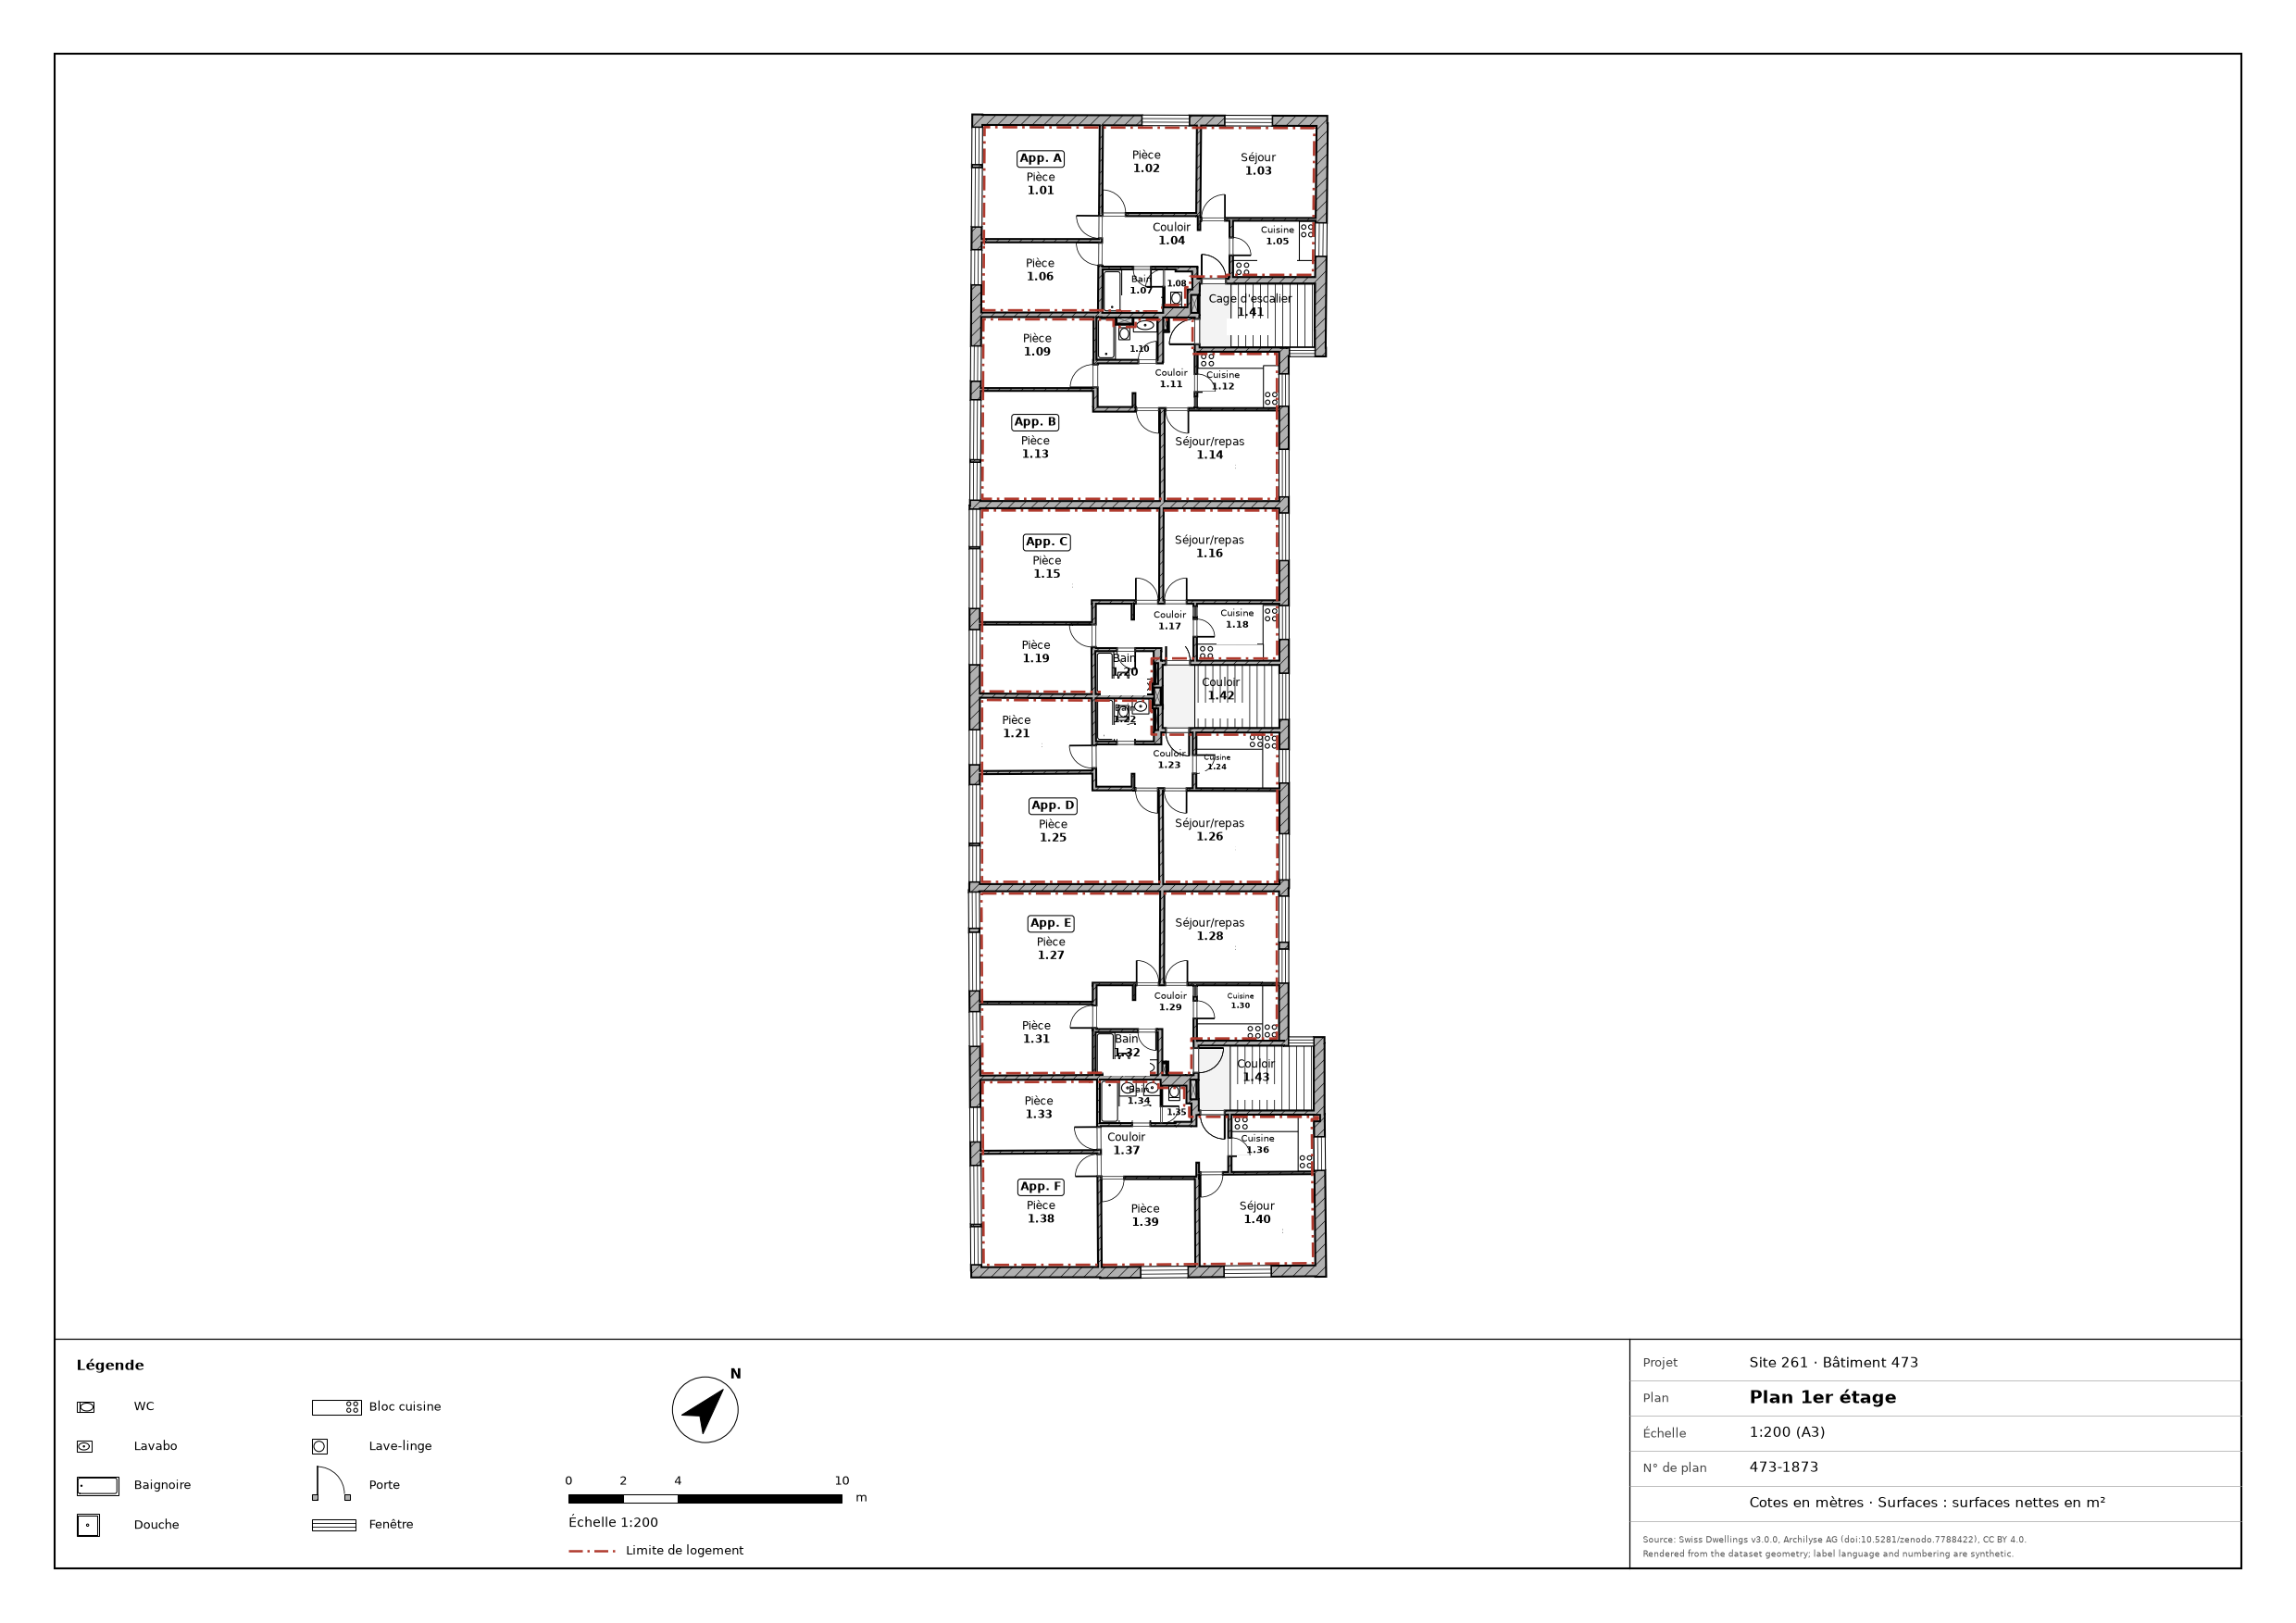 App. A
Pièce
1.01
Pièce
1.02
Séjour
1.03
Couloir
1.04
Cuisine
1.05
Pièce
1.06
Bain
1.07
1.08
Cage d'escalier
1.41
Pièce
1.09
1.10
Couloir
1.11
Cuisine
1.12
App. B
Pièce
1.13
Séjour/repas
1.14
App. C
Pièce
1.15
Séjour/repas
1.16
Couloir
1.17
Cuisine
1.18
Pièce
1.19
Bain
1.20
Couloir
1.42
Pièce
1.21
Bain
1.22
Couloir
1.23
Cuisine
1.24
App. D
Pièce
1.25
Séjour/repas
1.26
App. E
Pièce
1.27
Séjour/repas
1.28
Couloir
1.29
Cuisine
1.30
Pièce
1.31
Bain
1.32
Couloir
1.43
Pièce
1.33
Bain
1.34
1.35
Cuisine
1.36
Couloir
1.37
App. F
Pièce
1.38
Pièce
1.39
Séjour
1.40
Légende
WC
Lavabo
Baignoire
Douche
Bloc cuisine
Lave-linge
Porte
Fenêtre
N
0 2 4 10
m
Échelle 1:200
Limite de logement
Projet Site 261 · Bâtiment 473
Plan Plan 1er étage
Échelle 1:200 (A3)
N° de plan 473-1873
Cotes en mètres · Surfaces : surfaces nettes en m²
Source: Swiss Dwellings v3.0.0, Archilyse AG (doi:10.5281/zenodo.7788422), CC BY 4.0.
Rendered from the dataset geometry; label language and numbering are synthetic.